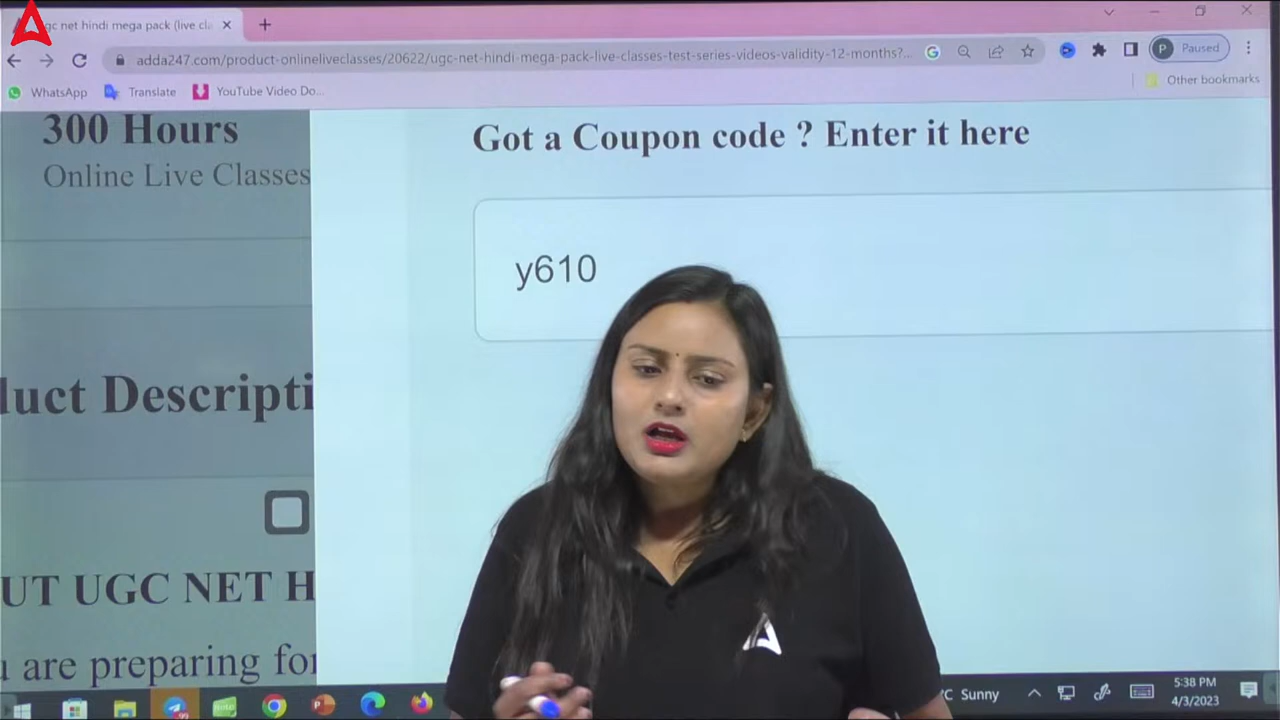 gc net hindi mega pack (live cla
adda247.com/product-onlineliveclasses/20622/ugc-net-hindi-mega-pack-live-classes-test-series-videos-validity-12-months?...
P Paused
WhatsApp
Translate
YouTube Video Do...
Other bookmarks
300 Hours
Online Live Classes
Got a Coupon code ? Enter it here
y610
duct Descripti
UT UGC NET H
u are preparing for
°C Sunny
5:38 PM
4/3/2023